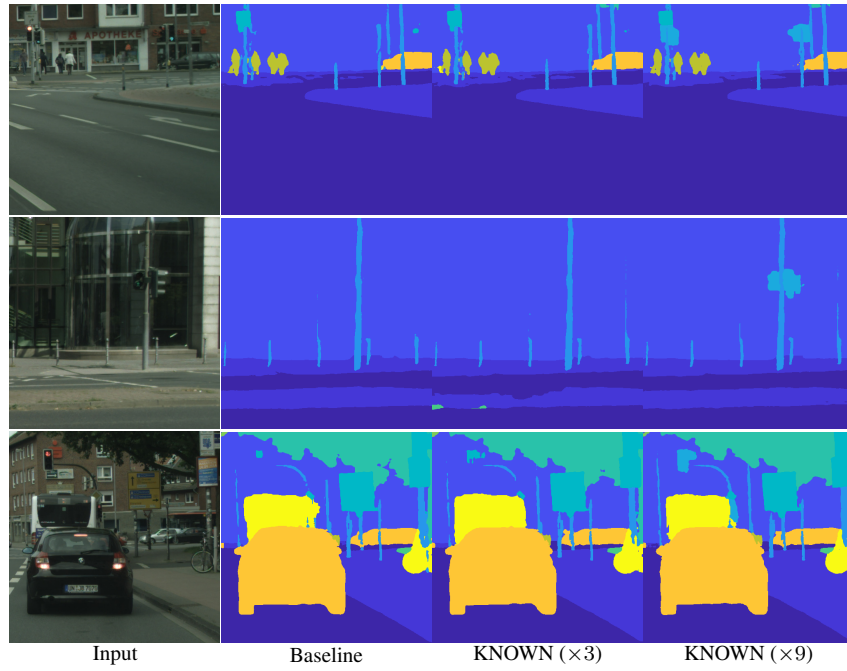 APOTHEKE
Input
Baseline
KNOWN (×3)
KNOWN (×9)